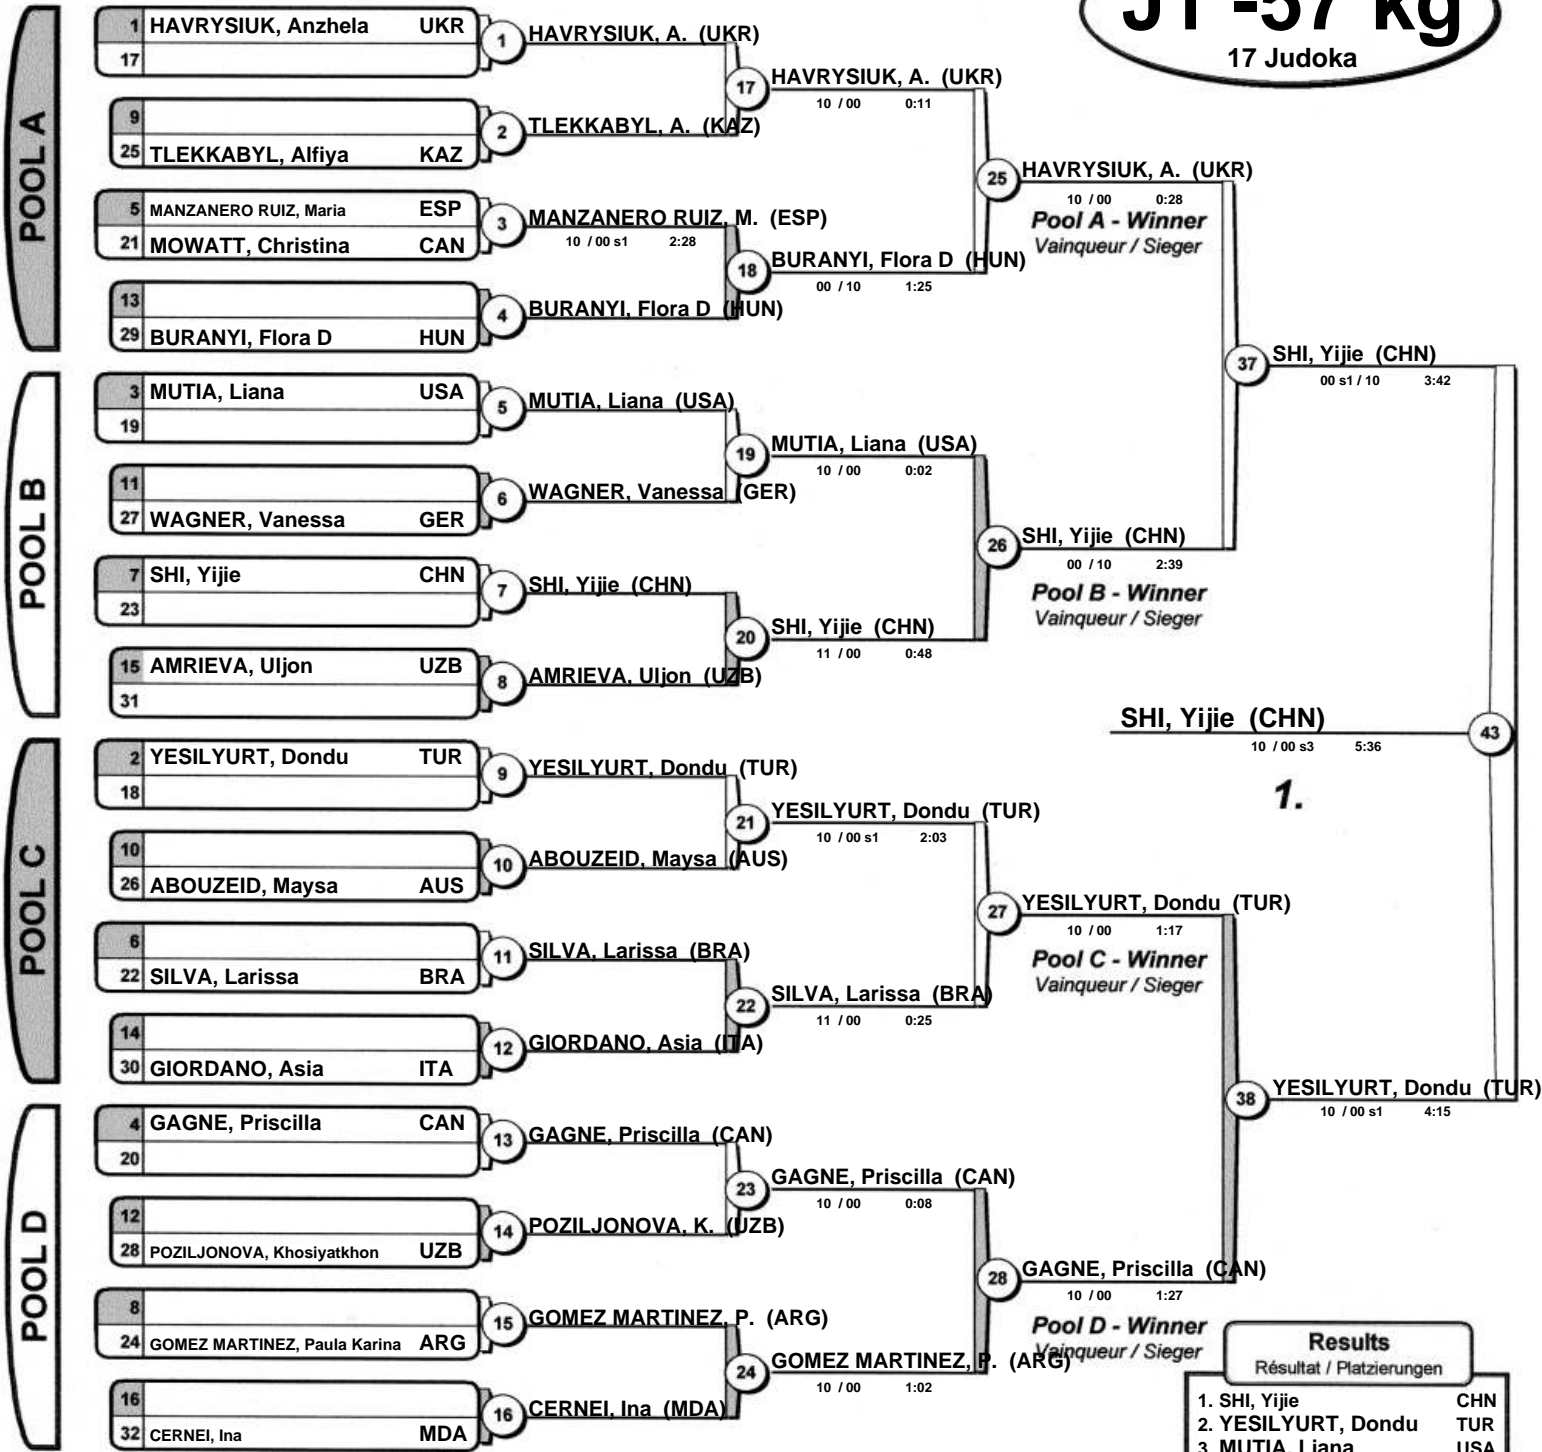 J1 -57 kg
17 Judoka
POOL A
1 HAVRYSIUK, Anzhela UKR
17
9
25 TLEKKABYL, Alfiya KAZ
5 MANZANERO RUIZ, Maria ESP
21 MOWATT, Christina CAN
13
29 BURANYI, Flora D HUN
1 HAVRYSIUK, A. (UKR)
2 TLEKKABYL, A. (KAZ)
3 MANZANERO RUIZ, M. (ESP)
10 / 00 s1 2:28
4 BURANYI, Flora D (HUN)
17 HAVRYSIUK, A. (UKR)
10 / 00 0:11
18 BURANYI, Flora D (HUN)
00 / 10 1:25
25 HAVRYSIUK, A. (UKR)
10 / 00 0:28
Pool A - Winner
Vainqueur / Sieger
POOL B
3 MUTIA, Liana USA
19
11
27 WAGNER, Vanessa GER
7 SHI, Yijie CHN
23
15 AMRIEVA, Uljon UZB
31
5 MUTIA, Liana (USA)
6 WAGNER, Vanessa (GER)
7 SHI, Yijie (CHN)
8 AMRIEVA, Uljon (UZB)
19 MUTIA, Liana (USA)
10 / 00 0:02
20 SHI, Yijie (CHN)
11 / 00 0:48
26 SHI, Yijie (CHN)
00 / 10 2:39
Pool B - Winner
Vainqueur / Sieger
37 SHI, Yijie (CHN)
00 s1 / 10 3:42
SHI, Yijie (CHN) 43
10 / 00 s3 5:36
1.
POOL C
2 YESILYURT, Dondu TUR
18
10
26 ABOUZEID, Maysa AUS
6
22 SILVA, Larissa BRA
14
30 GIORDANO, Asia ITA
9 YESILYURT, Dondu (TUR)
10 ABOUZEID, Maysa (AUS)
11 SILVA, Larissa (BRA)
12 GIORDANO, Asia (ITA)
21 YESILYURT, Dondu (TUR)
10 / 00 s1 2:03
22 SILVA, Larissa (BRA)
11 / 00 0:25
27 YESILYURT, Dondu (TUR)
10 / 00 1:17
Pool C - Winner
Vainqueur / Sieger
POOL D
4 GAGNE, Priscilla CAN
20
12
28 POZILJONOVA, Khosiyatkhon UZB
8
24 GOMEZ MARTINEZ, Paula Karina ARG
16
32 CERNEI, Ina MDA
13 GAGNE, Priscilla (CAN)
14 POZILJONOVA, K. (UZB)
15 GOMEZ MARTINEZ, P. (ARG)
16 CERNEI, Ina (MDA)
23 GAGNE, Priscilla (CAN)
10 / 00 0:08
24 GOMEZ MARTINEZ, P. (ARG)
10 / 00 1:02
28 GAGNE, Priscilla (CAN)
10 / 00 1:27
Pool D - Winner
Vainqueur / Sieger
38 YESILYURT, Dondu (TUR)
10 / 00 s1 4:15
Results
Résultat / Platzierungen
1. SHI, Yijie CHN
2. YESILYURT, Dondu TUR
3. MUTIA, Liana USA